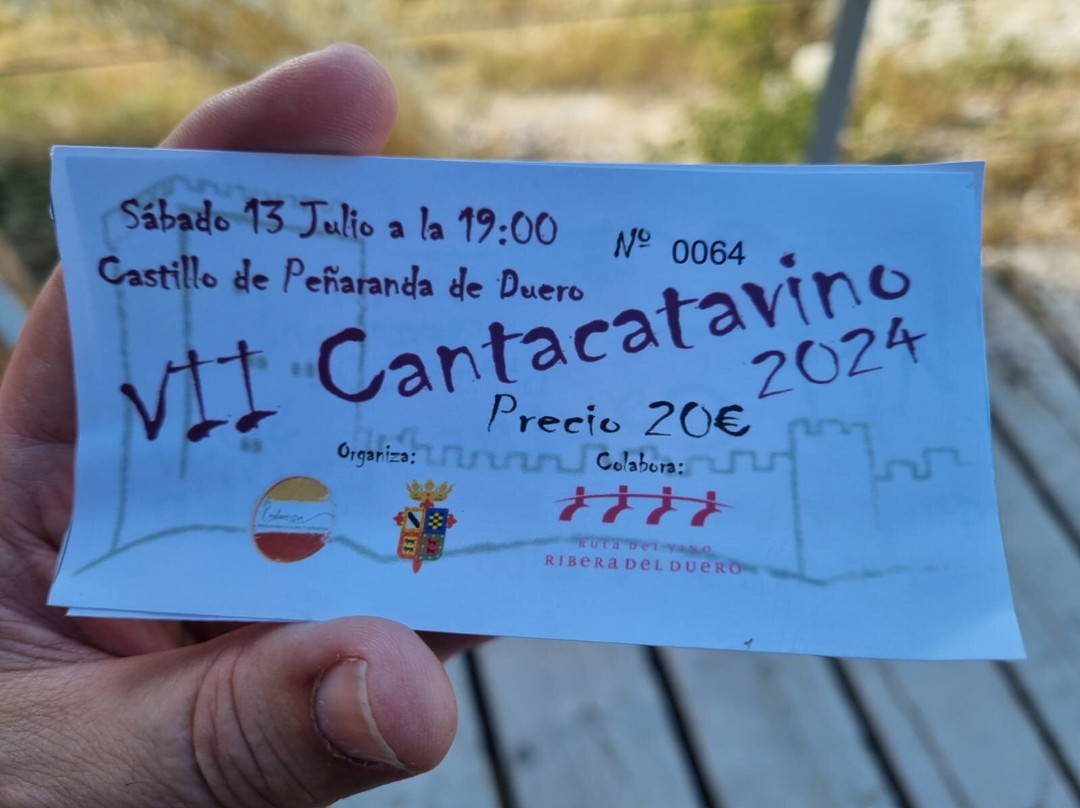 Sábado 13 Julio a la 19:00
Nº 0064
Castillo de Peñaranda de Duero
VII Cantacatavino
2024
Precio 20€
Organiza:
Colabora:
RUTA DEL VINO
RIBERA DEL DUERO